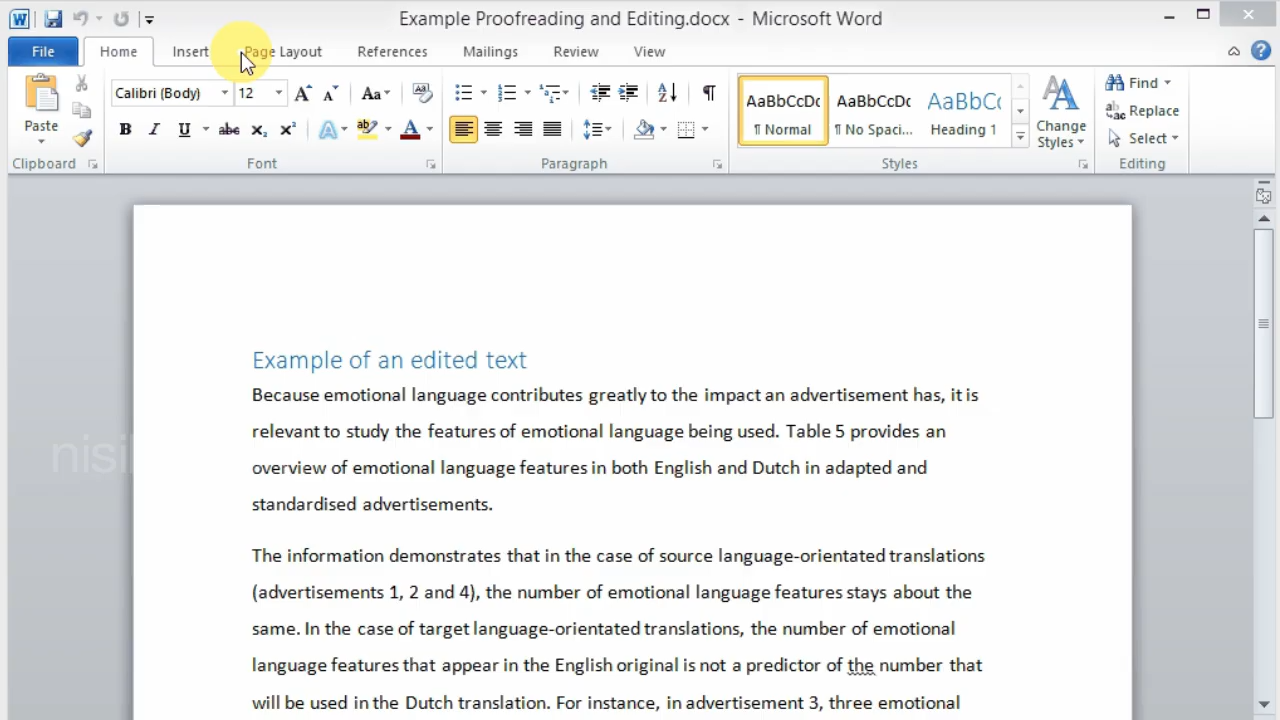 Example Proofreading and Editing.docx - Microsoft Word
File Home Insert Page Layout References Mailings Review View
Calibri (Body) 12 Aa
AaBbCcDc AaBbCcDc AaBbCc
Find
Replace
Select
Paste
B I U abc x₂ x²
¶ Normal ¶ No Spaci... Heading 1
Change
Styles
Clipboard Font Paragraph Styles Editing
Example of an edited text
Because emotional language contributes greatly to the impact an advertisement has, it is
relevant to study the features of emotional language being used. Table 5 provides an
overview of emotional language features in both English and Dutch in adapted and
standardised advertisements.
The information demonstrates that in the case of source language-orientated translations
(advertisements 1, 2 and 4), the number of emotional language features stays about the
same. In the case of target language-orientated translations, the number of emotional
language features that appear in the English original is not a predictor of the number that
will be used in the Dutch translation. For instance, in advertisement 3, three emotional